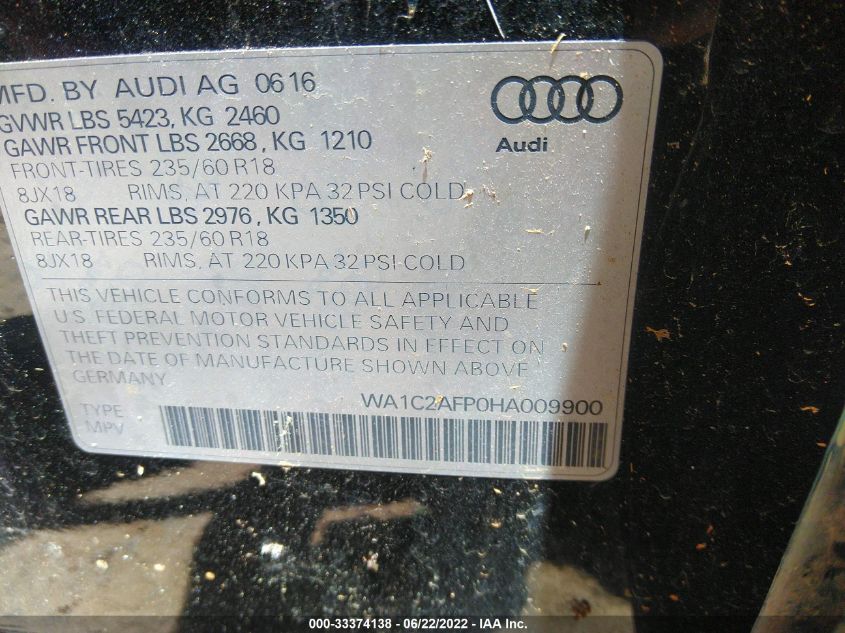 MFD. BY AUDI AG 0616
GVWR LBS 5423, KG 2460
GAWR FRONT LBS 2668, KG 1210
FRONT-TIRES 235/60 R18
8JX18 RIMS, AT 220 KPA 32 PSI COLD
GAWR REAR LBS 2976, KG 1350
REAR-TIRES 235/60 R18
8JX18 RIMS, AT 220 KPA 32 PSI COLD
Audi
THIS VEHICLE CONFORMS TO ALL APPLICABLE
U.S. FEDERAL MOTOR VEHICLE SAFETY AND
THEFT PREVENTION STANDARDS IN EFFECT ON
THE DATE OF MANUFACTURE SHOWN ABOVE
GERMANY
WA1C2AFP0HA009900
TYPE
MPV
000-33374138 - 06/22/2022 - IAA Inc.